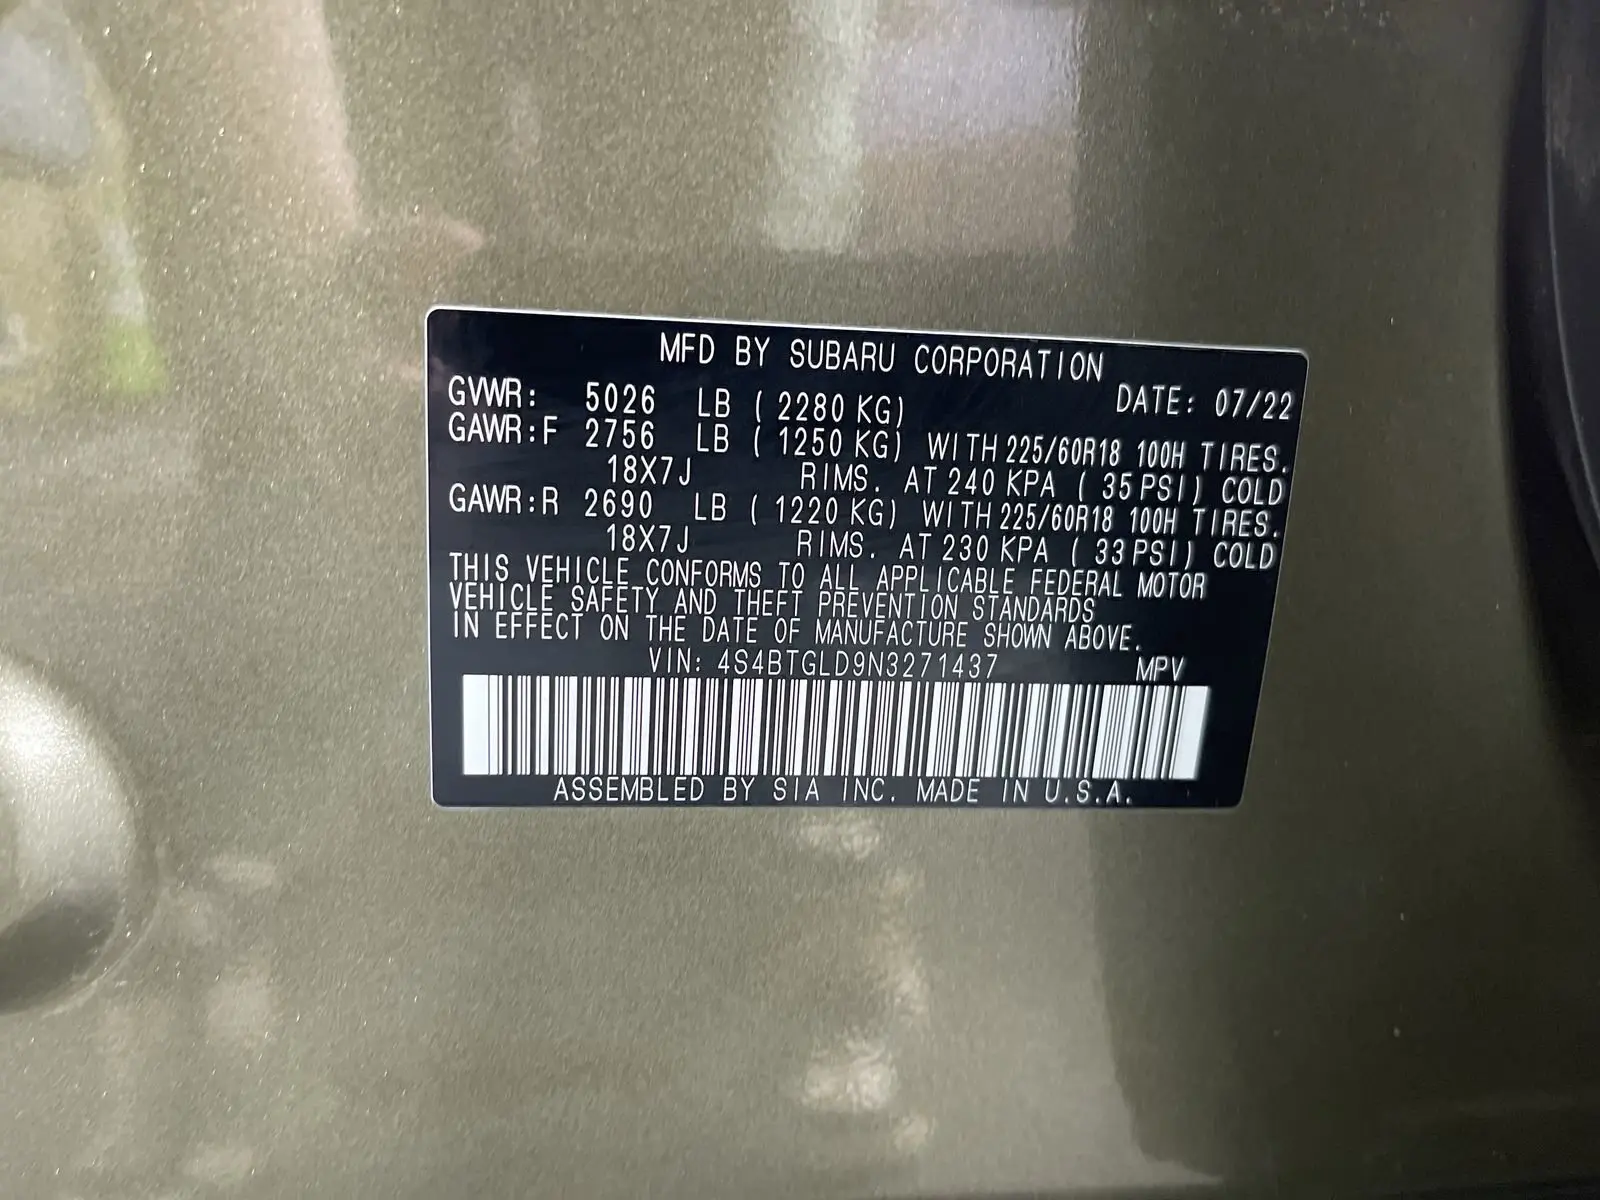 MFD BY SUBARU CORPORATION
DATE: 07/22
GVWR: 5026 LB ( 2280 KG)
GAWR:F 2756 LB ( 1250 KG) WITH 225/60R18 100H TIRES.
18X7J RIMS. AT 240 KPA ( 35 PSI) COLD
GAWR:R 2690 LB ( 1220 KG) WITH 225/60R18 100H TIRES.
18X7J RIMS. AT 230 KPA ( 33 PSI) COLD
THIS VEHICLE CONFORMS TO ALL APPLICABLE FEDERAL MOTOR
VEHICLE SAFETY AND THEFT PREVENTION STANDARDS
IN EFFECT ON THE DATE OF MANUFACTURE SHOWN ABOVE.
VIN: 4S4BTGLD9N3271437 MPV
ASSEMBLED BY SIA INC. MADE IN U.S.A.